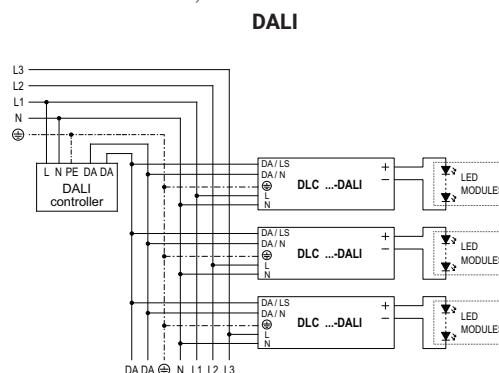 DALI
L3
L2
L1
N
L N PE DA DA
DALI
controller
DA / LS
DA / N
L
N
DLC ...-DALI
+
−
LED
MODULES
DA / LS
DA / N
L
N
DLC ...-DALI
+
−
LED
MODULES
DA / LS
DA / N
L
N
DLC ...-DALI
+
−
LED
MODULES
DA DA N L1 L2 L3